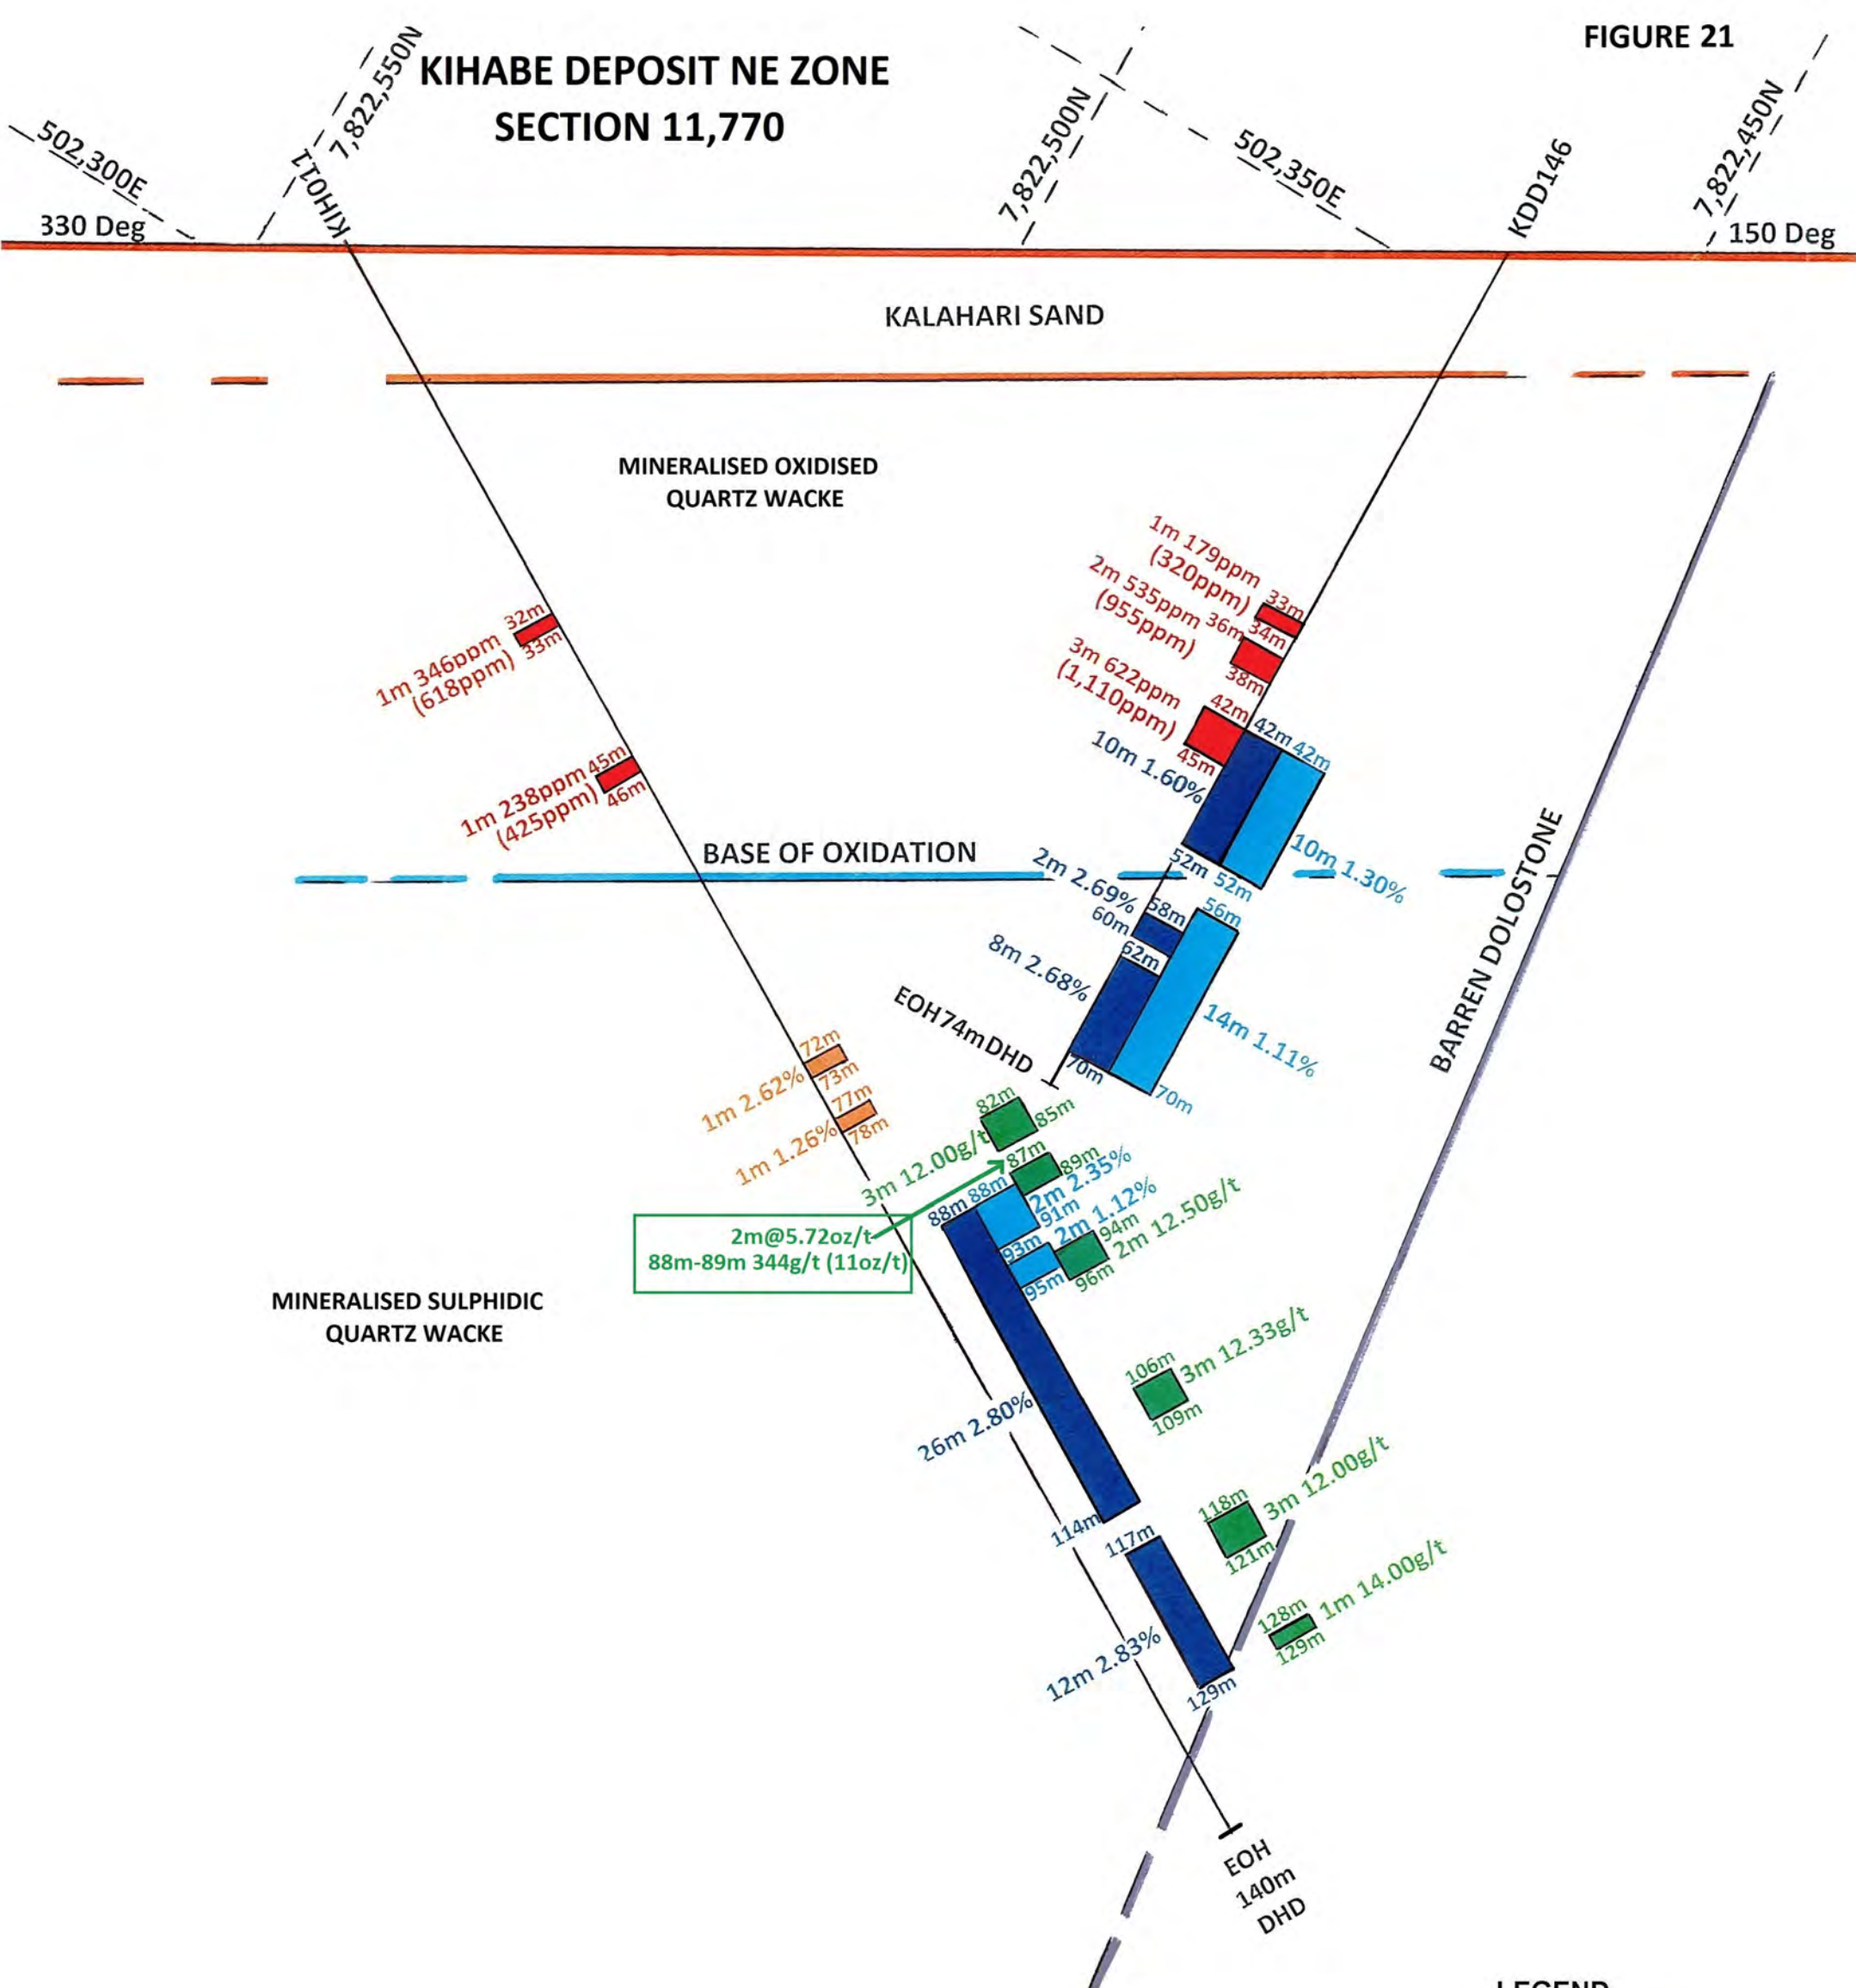 FIGURE 21
KIHABE DEPOSIT NE ZONE
SECTION 11,770
502,300E
7,822,550N
KIH011
7,822,500N
502,350E
KDD146
7,822,450N
330 Deg
150 Deg
KALAHARI SAND
MINERALISED OXIDISED
QUARTZ WACKE
1m 179ppm
(320ppm)
33m
34m
2m 535ppm
(955ppm)
36m
38m
3m 622ppm
(1,110ppm)
42m
45m
42m
42m
10m 1.60%
10m 1.30%
52m
52m
32m
33m
1m 346ppm
(618ppm)
45m
46m
1m 238ppm
(425ppm)
BASE OF OXIDATION
2m 2.69%
58m
60m
56m
62m
8m 2.68%
14m 1.11%
70m
70m
EOH74mDHD
BARREN DOLOSTONE
72m
73m
1m 2.62%
77m
78m
1m 1.26%
82m
85m
3m 12.00g/t
87m
89m
88m
88m
2m 2.35%
91m
2m@5.72oz/t
88m-89m 344g/t (11oz/t)
93m
2m 1.12%
95m
94m
2m 12.50g/t
96m
MINERALISED SULPHIDIC
QUARTZ WACKE
106m
3m 12.33g/t
109m
26m 2.80%
114m
117m
118m
3m 12.00g/t
121m
128m
1m 14.00g/t
129m
12m 2.83%
129m
EOH
140m
DHD
LEGEND